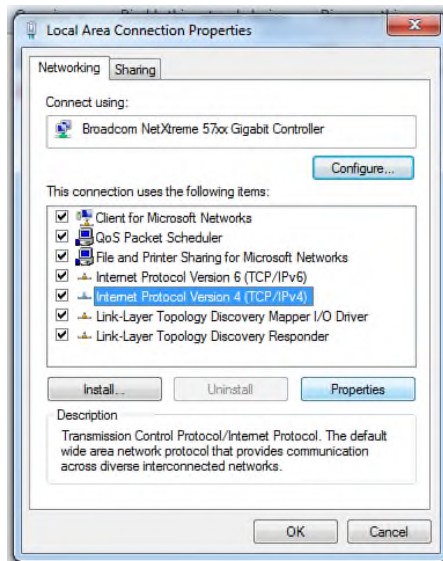 Local Area Connection Properties
Networking Sharing
Connect using:
Broadcom NetXtreme 57xx Gigabit Controller
Configure...
This connection uses the following items:
Client for Microsoft Networks
QoS Packet Scheduler
File and Printer Sharing for Microsoft Networks
Internet Protocol Version 6 (TCP/IPv6)
Internet Protocol Version 4 (TCP/IPv4)
Link-Layer Topology Discovery Mapper I/O Driver
Link-Layer Topology Discovery Responder
Install... Uninstall Properties
Description
Transmission Control Protocol/Internet Protocol. The default
wide area network protocol that provides communication
across diverse interconnected networks.
OK Cancel